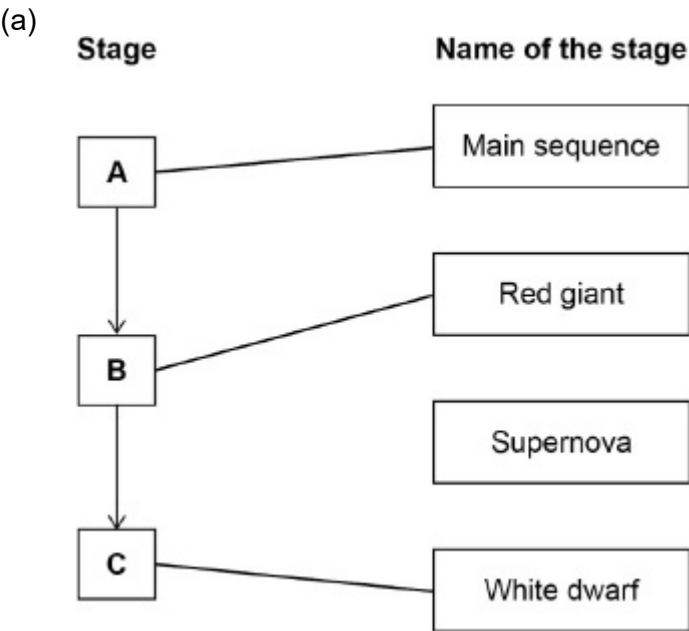 (a)
Stage
Name of the stage
A
Main sequence
Red giant
B
Supernova
C
White dwarf